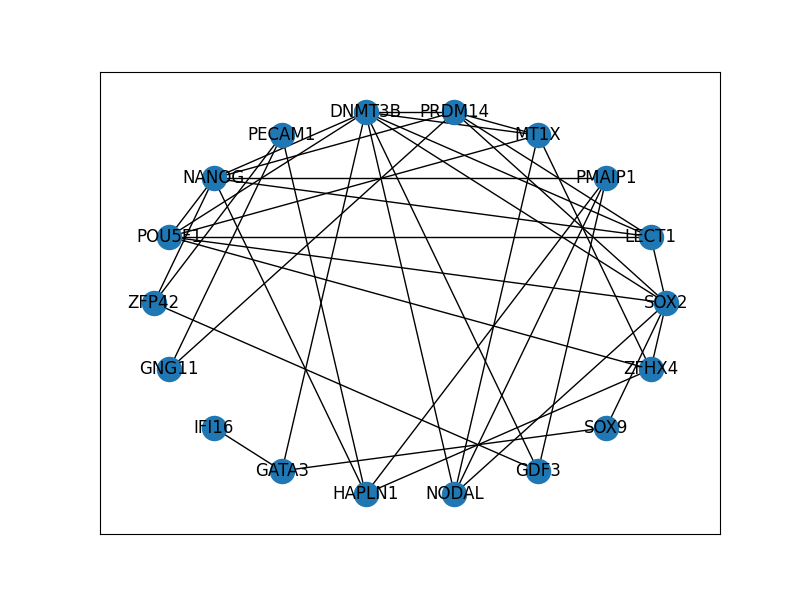 DNMT3B PRDM14
PECAM1 MT1X
NANOG PMAIP1
POU5F1 LECT1
ZFP42 SOX2
GNG11 ZFHX4
IFI16 SOX9
GATA3 GDF3
HAPLN1 NODAL